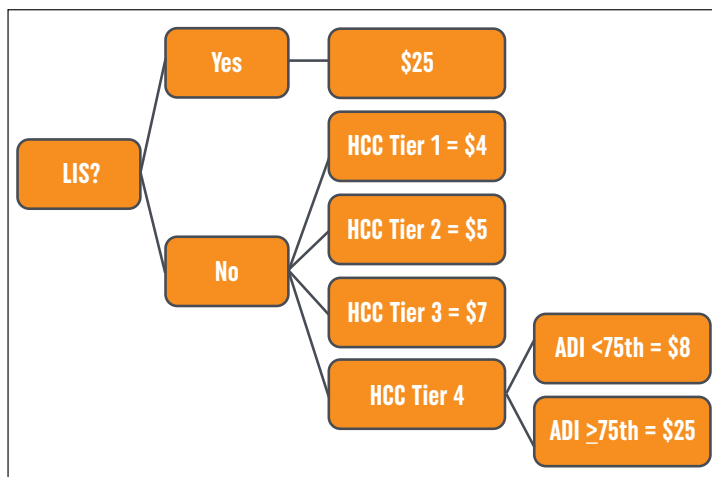 LIS?
Yes
$25
No
HCC Tier 1 = $4
HCC Tier 2 = $5
HCC Tier 3 = $7
HCC Tier 4
ADI <75th = $8
ADI ≥75th = $25